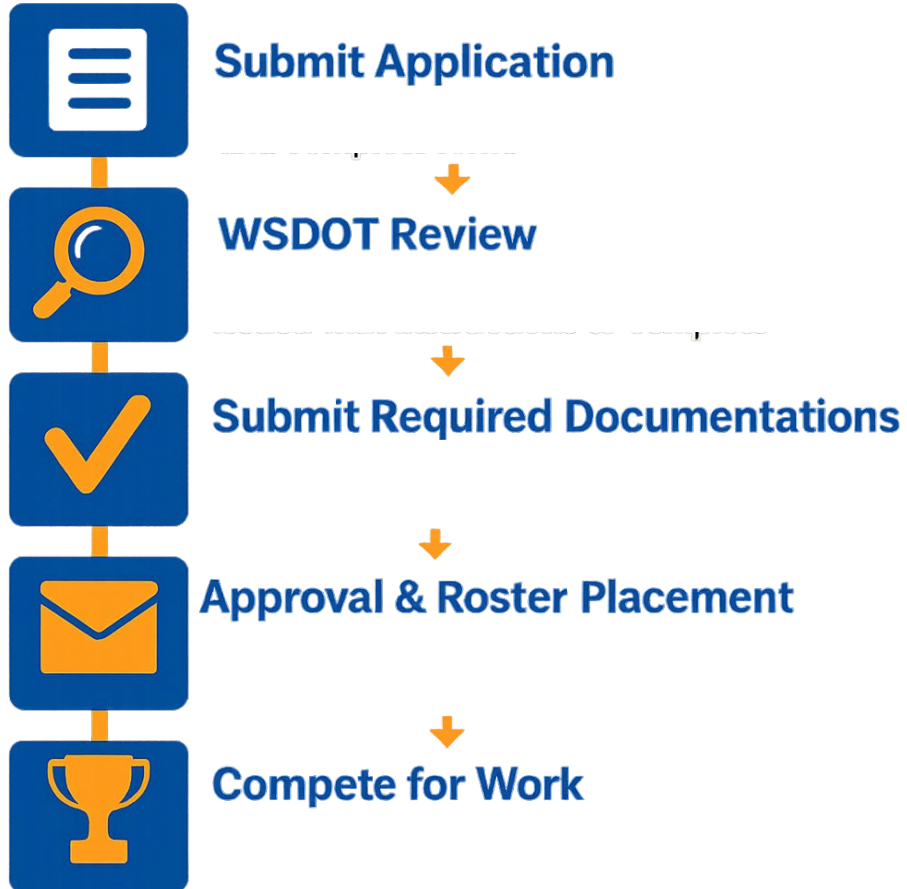 Submit Application
WSDOT Review
Submit Required Documentations
Approval & Roster Placement
Compete for Work